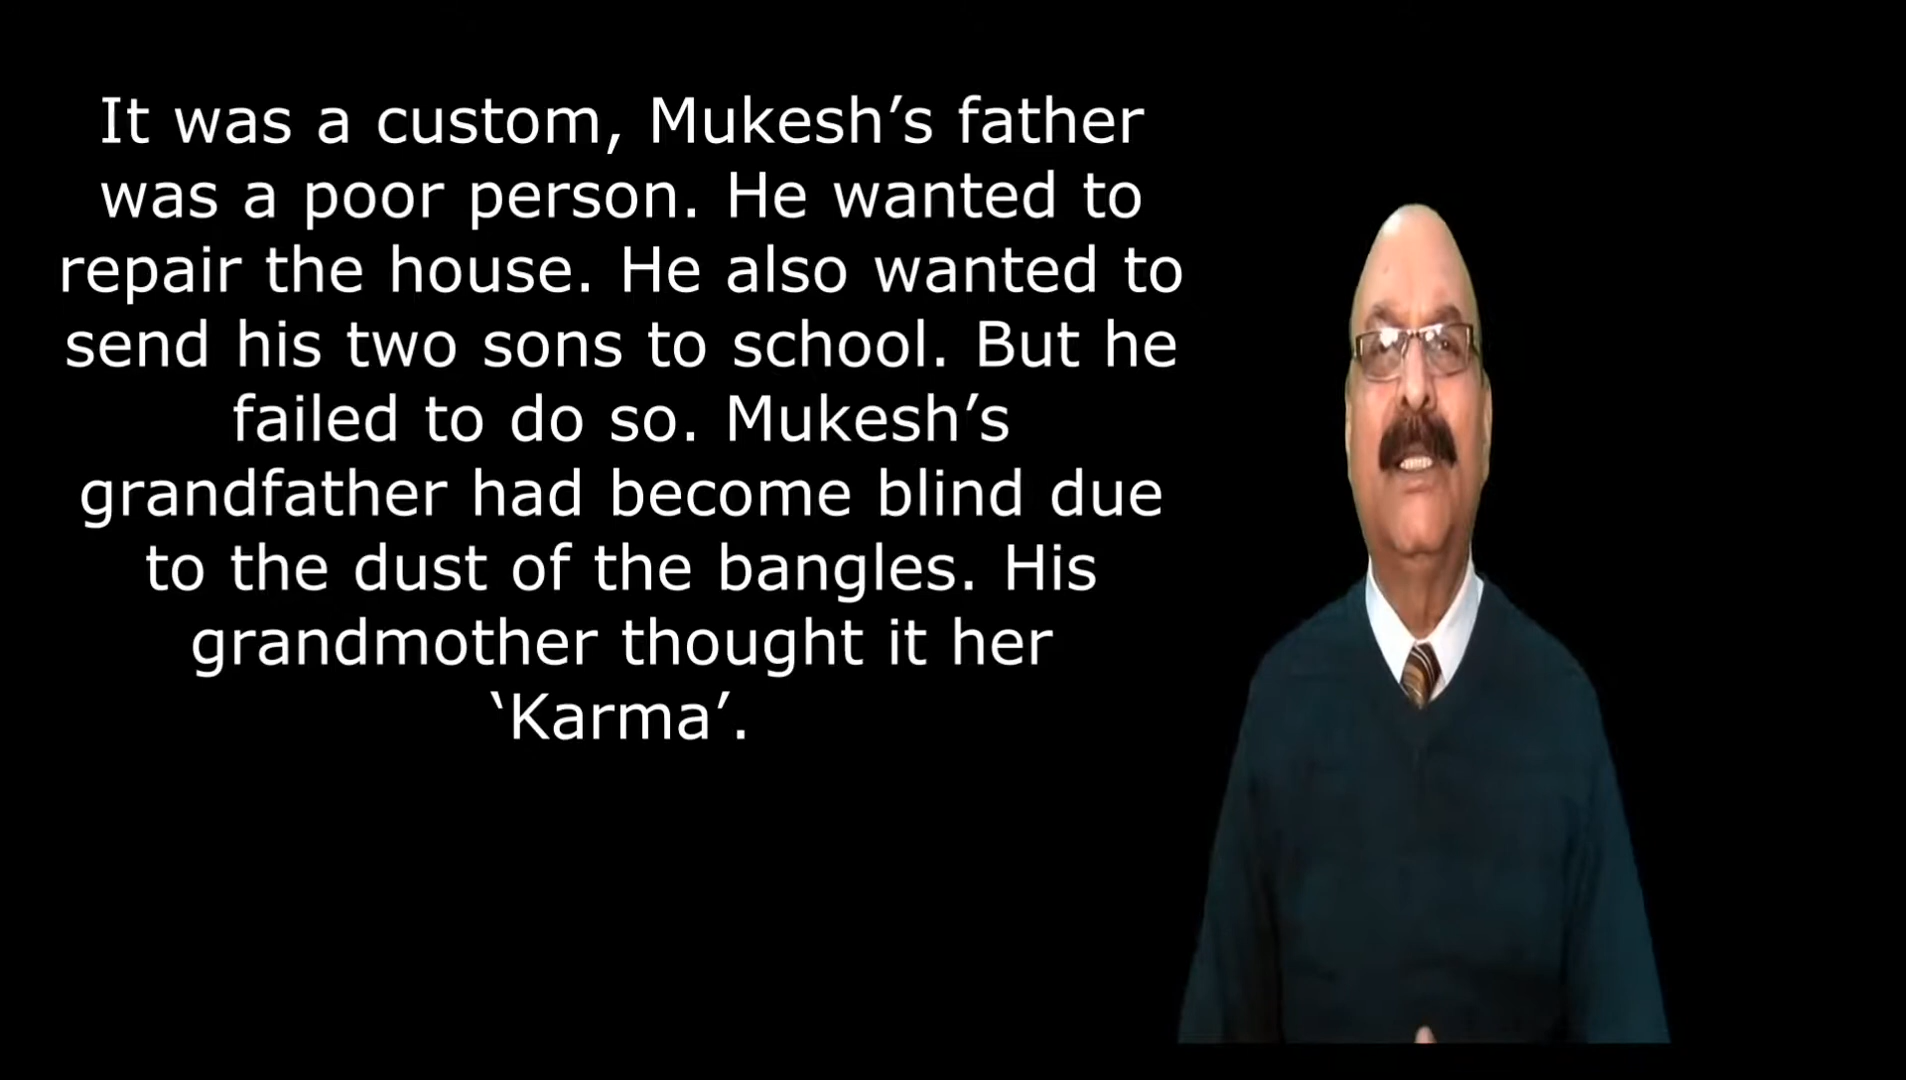 It was a custom, Mukesh’s father
was a poor person. He wanted to
repair the house. He also wanted to
send his two sons to school. But he
failed to do so. Mukesh’s
grandfather had become blind due
to the dust of the bangles. His
grandmother thought it her
‘Karma’.